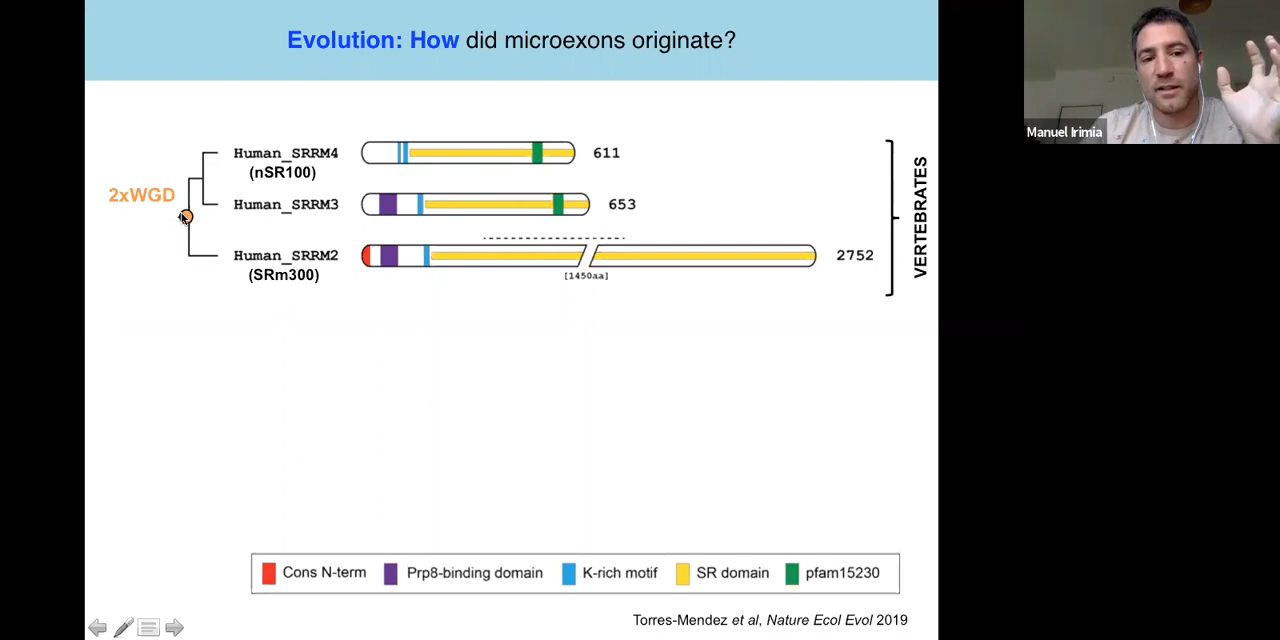 Evolution: How did microexons originate?
Manuel Irimia
Human_SRRM4
(nSR100)
611
2xWGD
Human_SRRM3
653
Human_SRRM2
(SRm300)
2752
[1450aa]
VERTEBRATES
Cons N-term
Prp8-binding domain
K-rich motif
SR domain
pfam15230
Torres-Mendez et al, Nature Ecol Evol 2019